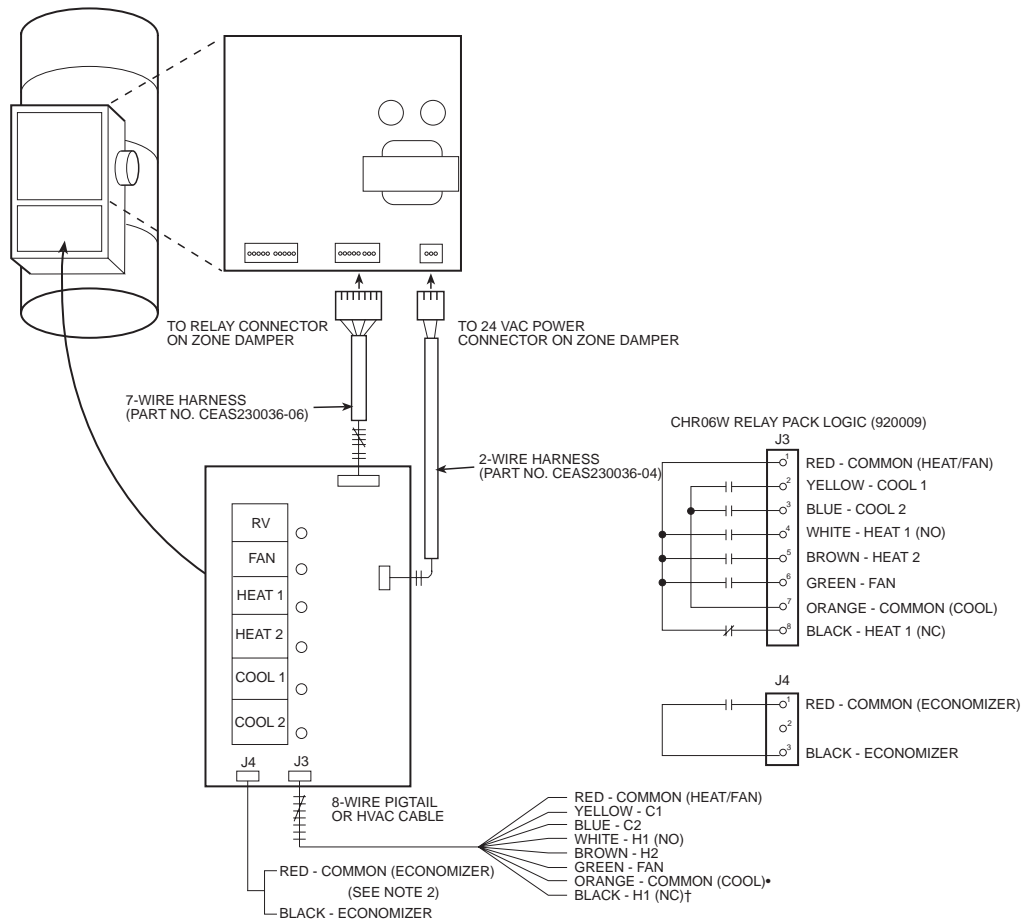 TO RELAY CONNECTOR
ON ZONE DAMPER
TO 24 VAC POWER
CONNECTOR ON ZONE DAMPER
7-WIRE HARNESS
(PART NO. CEAS230036-06)
2-WIRE HARNESS
(PART NO. CEAS230036-04)
RV
FAN
HEAT 1
HEAT 2
COOL 1
COOL 2
J4
J3
8-WIRE PIGTAIL
OR HVAC CABLE
RED - COMMON (ECONOMIZER)
(SEE NOTE 2)
BLACK - ECONOMIZER
RED - COMMON (HEAT/FAN)
YELLOW - C1
BLUE - C2
WHITE - H1 (NO)
BROWN - H2
GREEN - FAN
ORANGE - COMMON (COOL)•
BLACK - H1 (NC)†
CHR06W RELAY PACK LOGIC (920009)
J3
1 RED - COMMON (HEAT/FAN)
2 YELLOW - COOL 1
3 BLUE - COOL 2
4 WHITE - HEAT 1 (NO)
5 BROWN - HEAT 2
6 GREEN - FAN
7 ORANGE - COMMON (COOL)
8 BLACK - HEAT 1 (NC)
J4
1 RED - COMMON (ECONOMIZER)
2
3 BLACK - ECONOMIZER